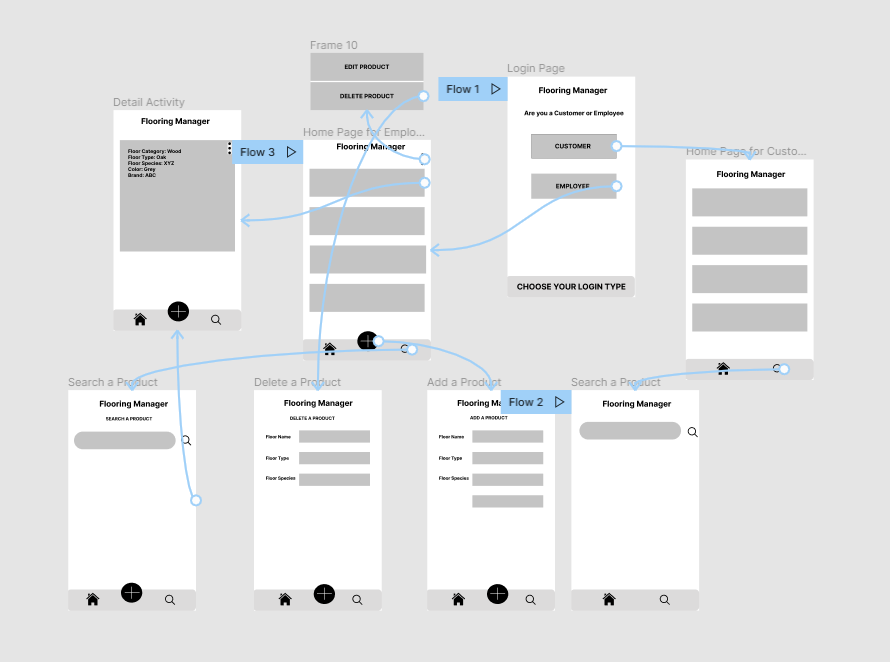 Frame 10
EDIT PRODUCT
DELETE PRODUCT
Flow 1
Login Page
Flooring Manager
Are you a Customer or Employee
CUSTOMER
EMPLOYEE
CHOOSE YOUR LOGIN TYPE
Detail Activity
Flooring Manager
Floor Category: Wood
Floor Type: Oak
Floor Species: XYZ
Color: Grey
Brand: ABC
Flow 3
Home Page for Emplo...
Flooring Manager
Home Page for Custo...
Flooring Manager
Search a Product
Flooring Manager
SEARCH A PRODUCT
Delete a Product
Flooring Manager
DELETE A PRODUCT
Floor Name
Floor Type
Floor Species
Add a Product
Flooring Ma
ADD A PRODUCT
Floor Name
Floor Type
Floor Species
Flow 2
Search a Product
Flooring Manager